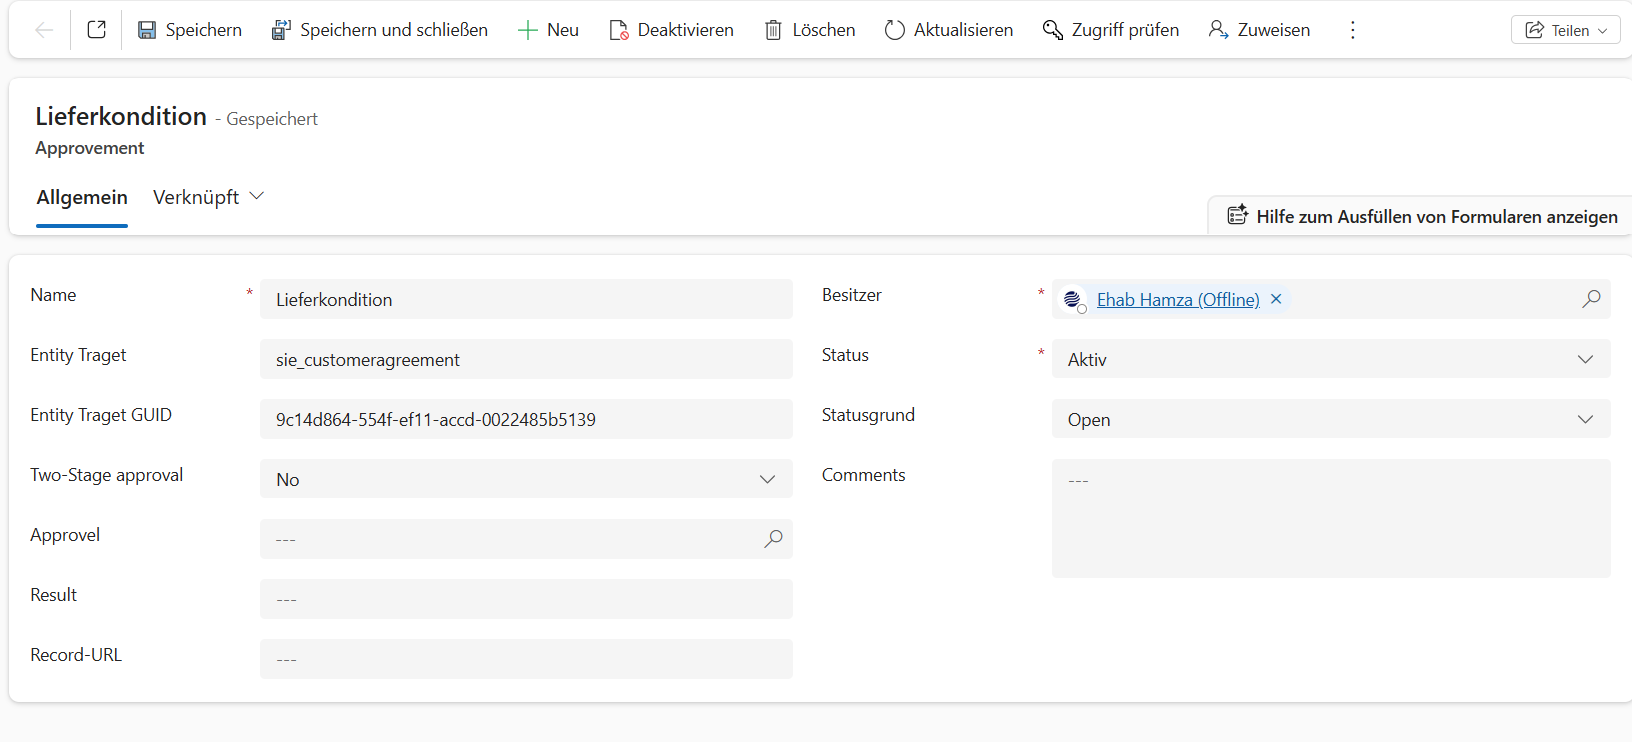 Speichern Speichern und schließen Neu Deaktivieren Löschen Aktualisieren Zugriff prüfen Zuweisen Teilen
Lieferkondition - Gespeichert
Approvement
Allgemein Verknüpft
Hilfe zum Ausfüllen von Formularen anzeigen
Name * Lieferkondition
Besitzer * Ehab Hamza (Offline)
Entity Traget sie_customeragreement
Status * Aktiv
Entity Traget GUID 9c14d864-554f-ef11-accd-0022485b5139
Statusgrund Open
Two-Stage approval No
Comments ---
Approvel ---
Result ---
Record-URL ---